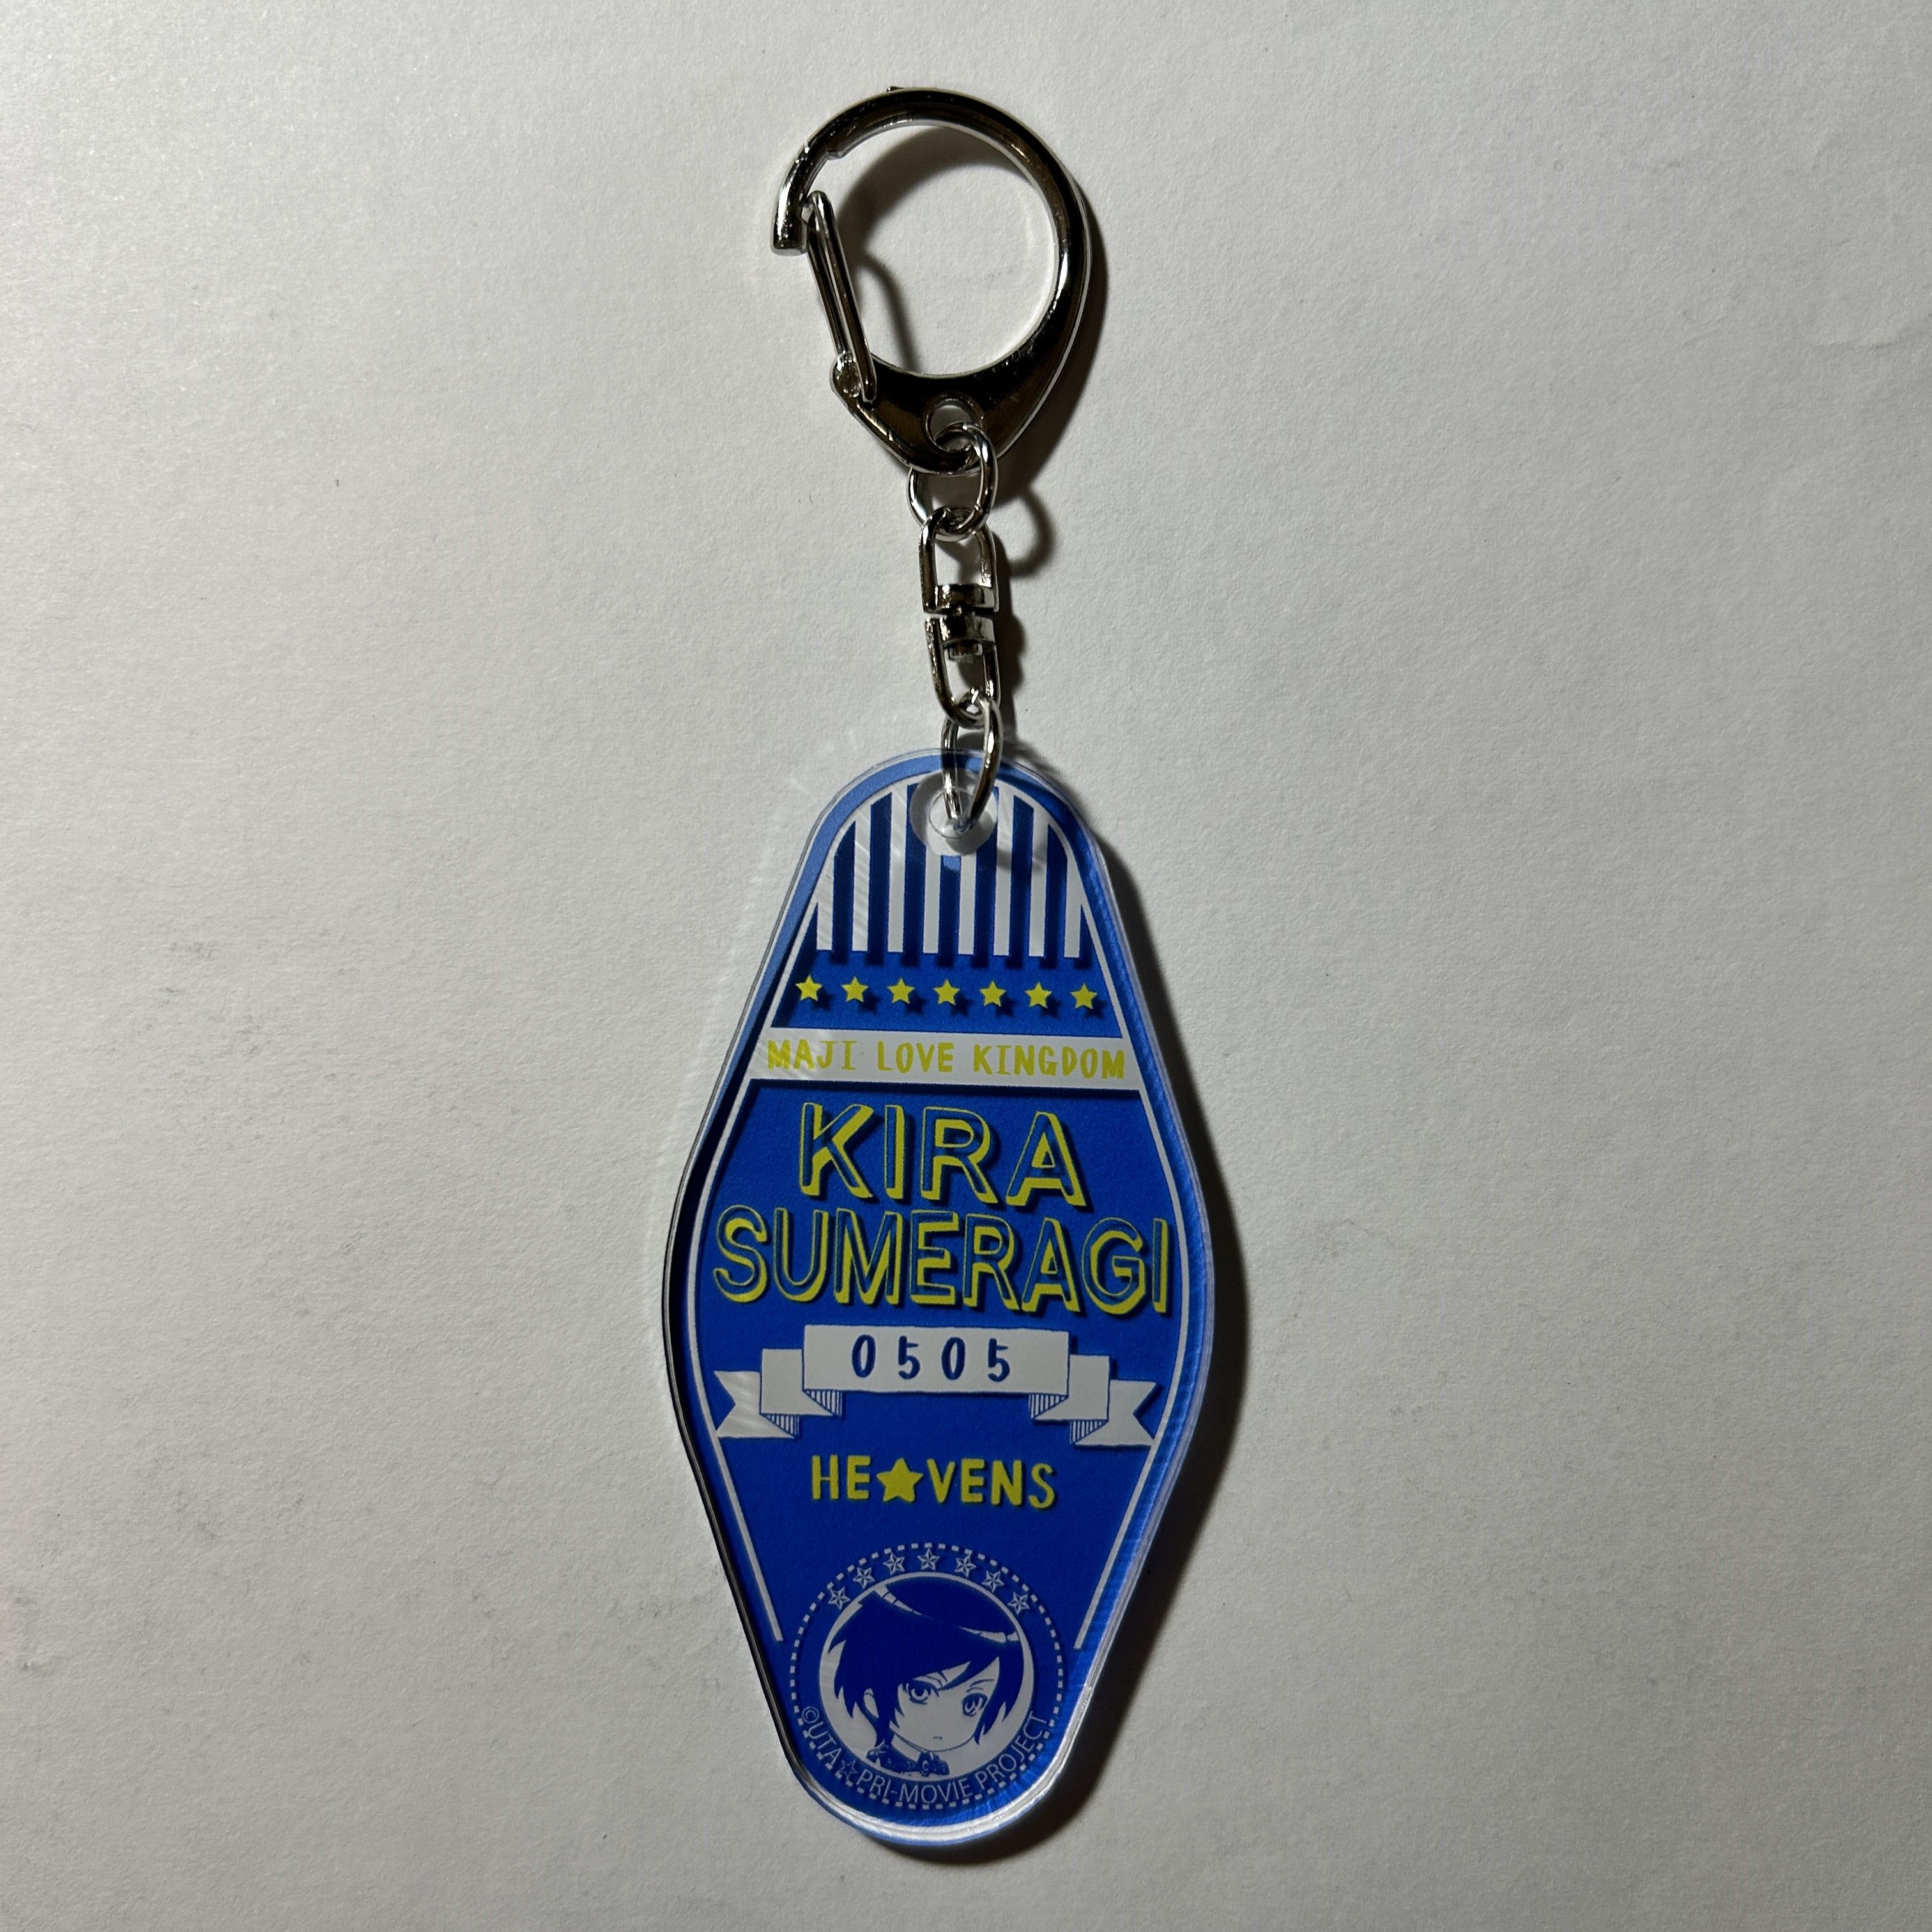 MAJI LOVE KINGDOM
KIRA
SUMERAGI
0505
HE★VENS
©UTA☆PRI-MOVIE PROJECT